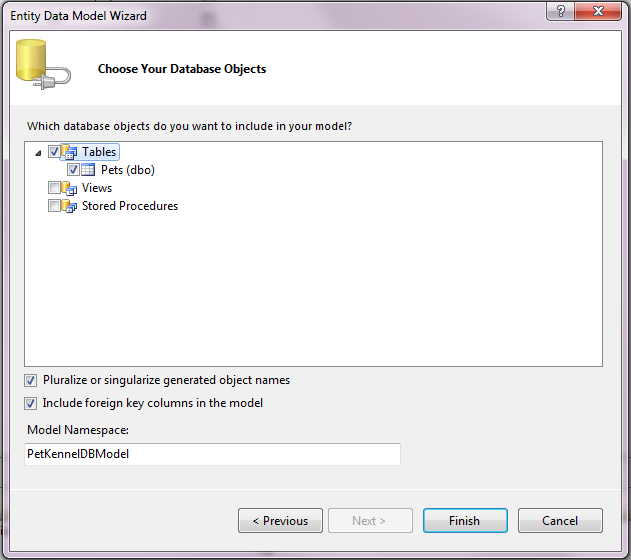 Entity Data Model Wizard
?
Choose Your Database Objects
Which database objects do you want to include in your model?
Tables
Pets (dbo)
Views
Stored Procedures
Pluralize or singularize generated object names
Include foreign key columns in the model
Model Namespace:
PetKennelDBModel
< Previous
Next >
Finish
Cancel